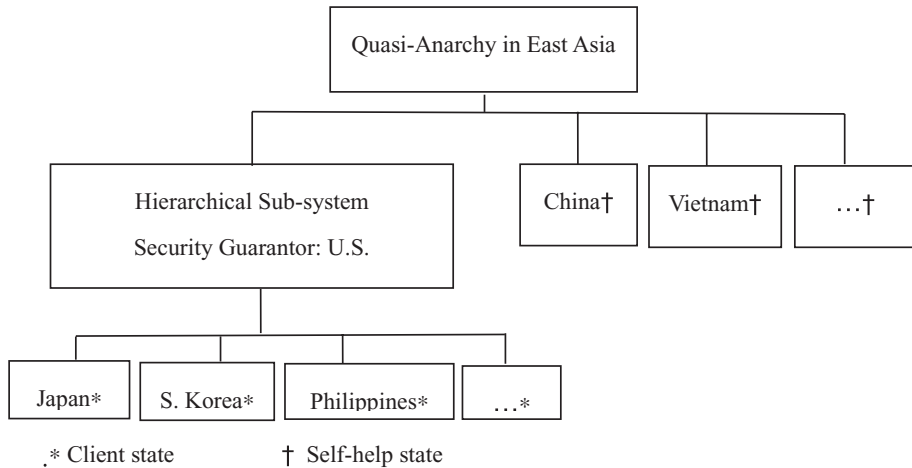 Quasi-Anarchy in East Asia
Hierarchical Sub-system
Security Guarantor: U.S.
China†
Vietnam†
…†
Japan*
S. Korea*
Philippines*
…*
.* Client state
† Self-help state